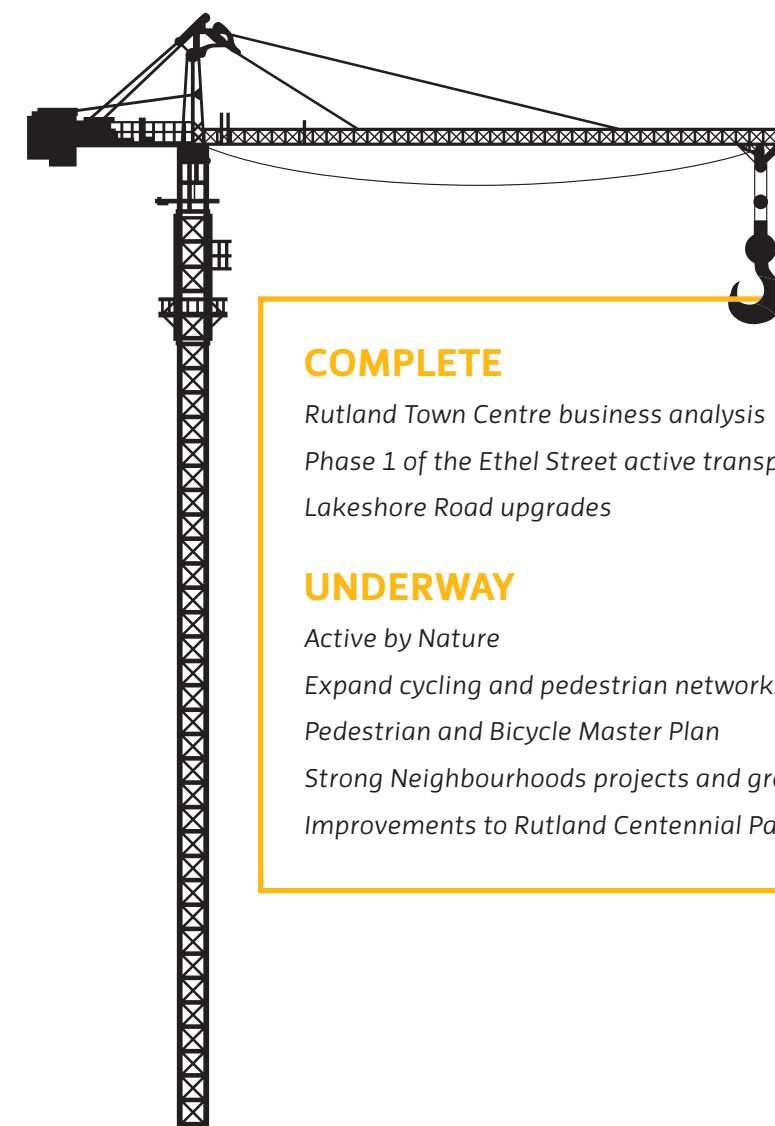 COMPLETE
Rutland Town Centre business analysis
Phase 1 of the Ethel Street active
Lakeshore Road upgrades
UNDERWAY
Active by Nature
Expand cycling and pedestrian
Pedestrian and Bicycle Master Plan
Strong Neighbourhoods projects and
Improvements to Rutland Centennial